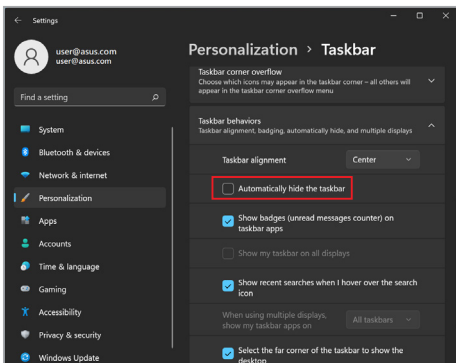 Settings
user@asus.com
user@asus.com
Find a setting
System
Bluetooth & devices
Network & internet
Personalization
Apps
Accounts
Time & language
Gaming
Accessibility
Privacy & security
Windows Update
Personalization > Taskbar
Taskbar corner overflow
Choose which icons may appear in the taskbar corner – all others will
appear in the taskbar corner overflow menu
Taskbar behaviors
Taskbar alignment, badging, automatically hide, and multiple displays
Taskbar alignment
Center
Automatically hide the taskbar
Show badges (unread messages counter) on
taskbar apps
Show my taskbar on all displays
Show recent searches when I hover over the search
icon
When using multiple displays,
show my taskbar apps on
All taskbars
Select the far corner of the taskbar to show the
desktop